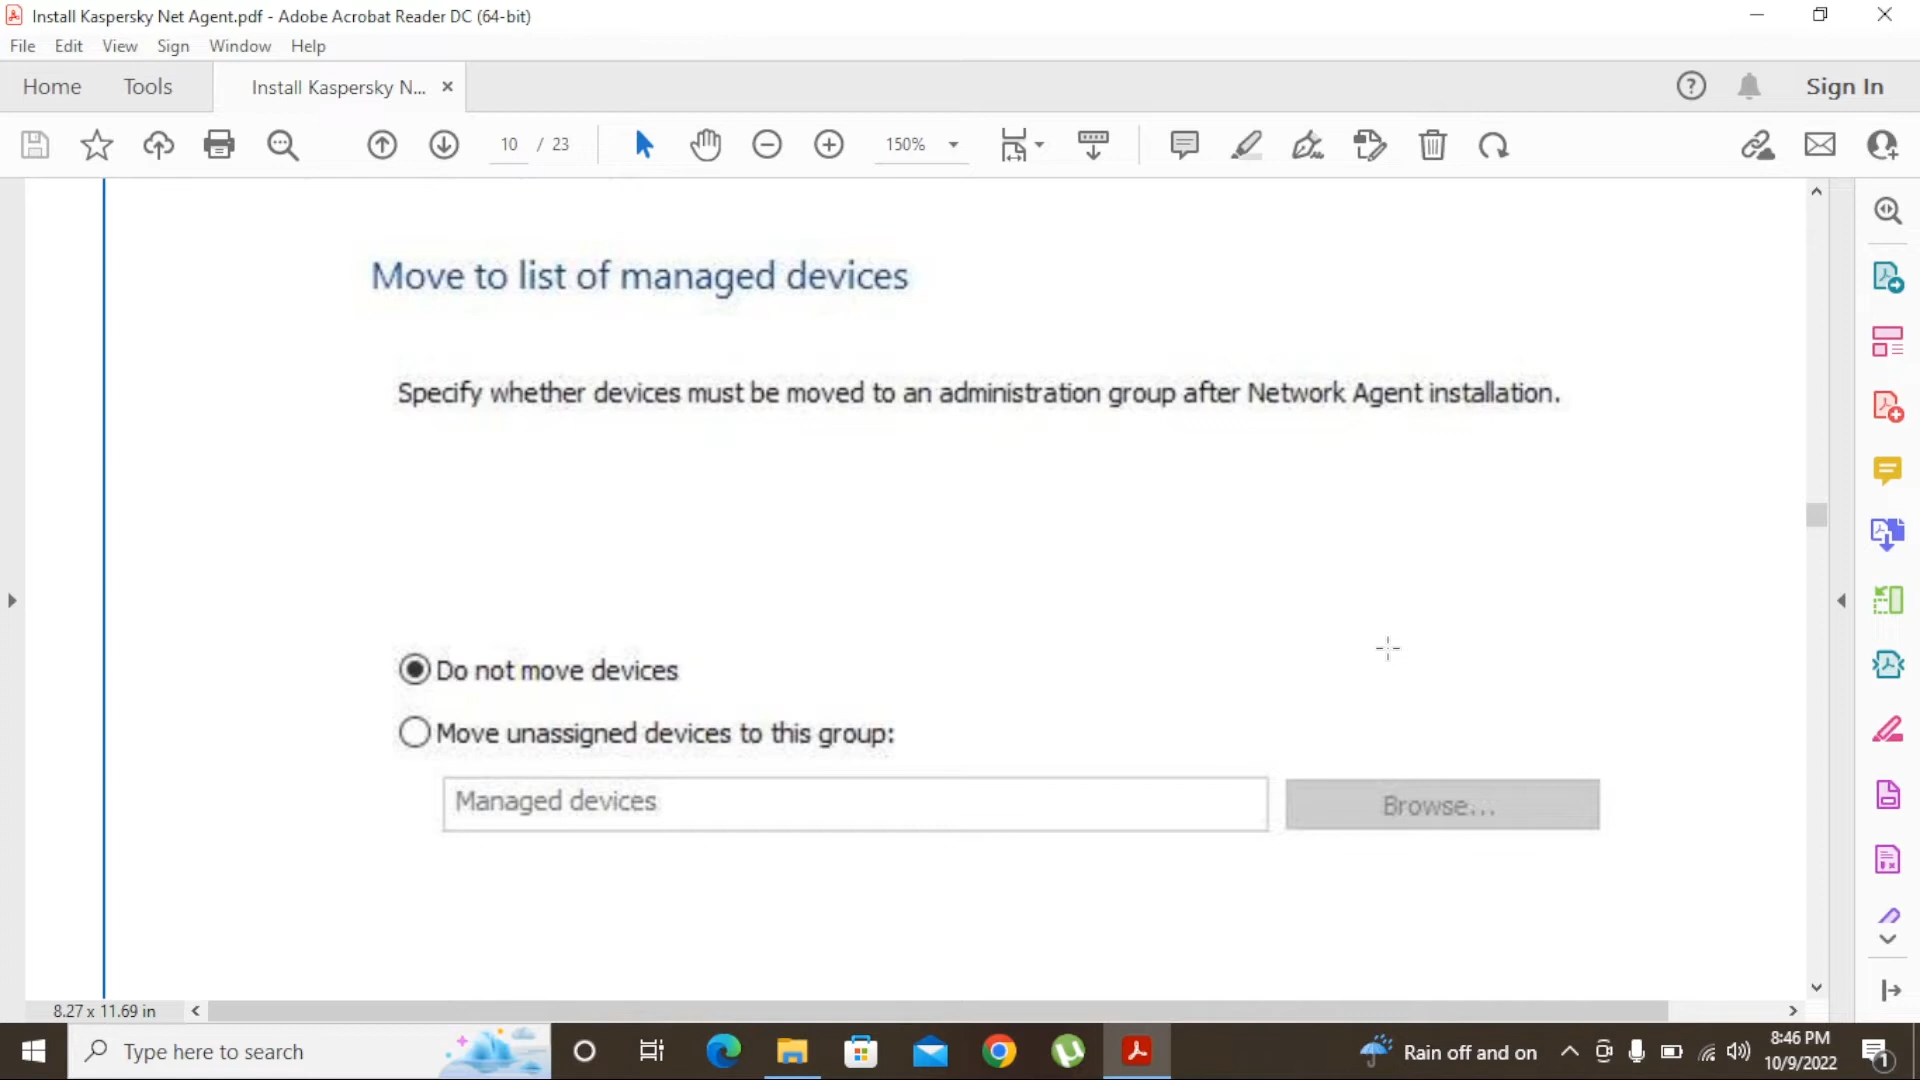 Install Kaspersky Net Agent.pdf - Adobe Acrobat Reader DC (64-bit)
File Edit View Sign Window Help
Home Tools Install Kaspersky N... × Sign In
10 / 23 150%
Move to list of managed devices
Specify whether devices must be moved to an administration group after Network Agent installation.
Do not move devices
Move unassigned devices to this group:
Managed devices Browse...
8.27 x 11.69 in
Type here to search Rain off and on 8:46 PM
10/9/2022
1